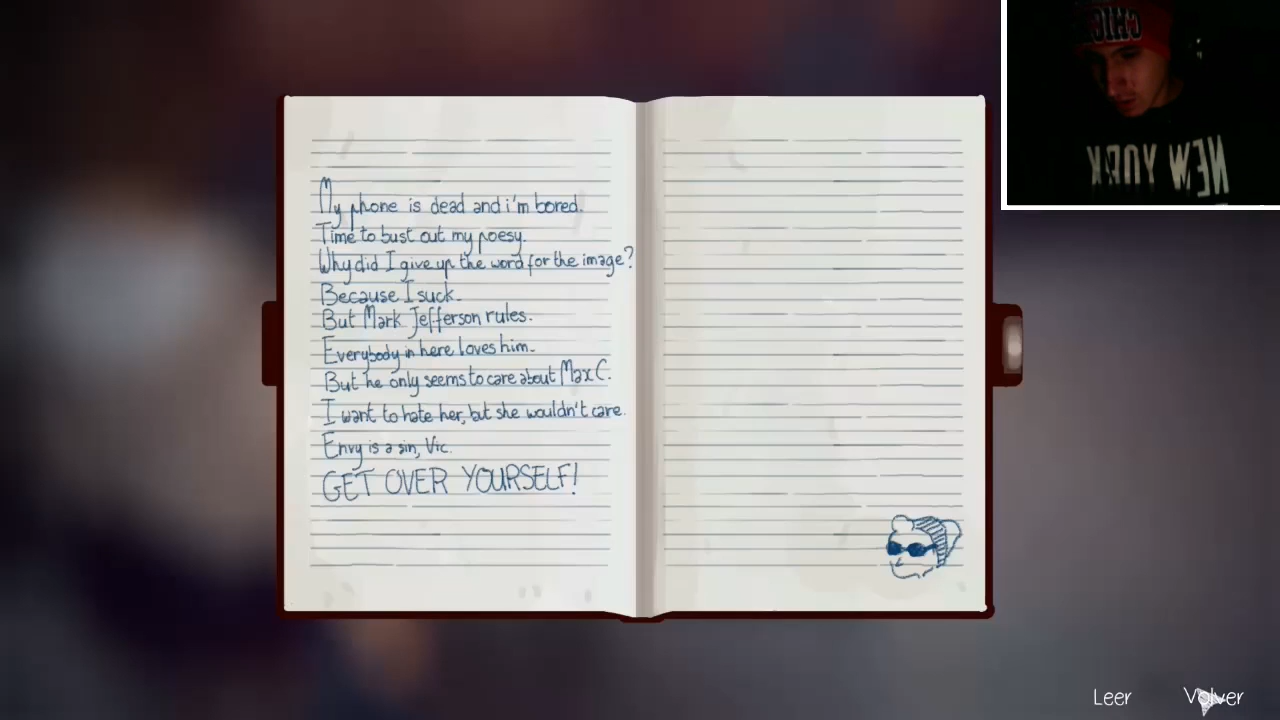 CHIC
NEW YORK
My phone is dead and i'm bored.
Time to bust out my poesy.
Why did I give up the word for the image?
Because I suck.
But Mark Jefferson rules.
Everybody in here loves him.
But he only seems to care about Max C.
I want to hate her, but she wouldn't care.
Envy is a sin, Vic.
GET OVER YOURSELF!
Leer
Volver